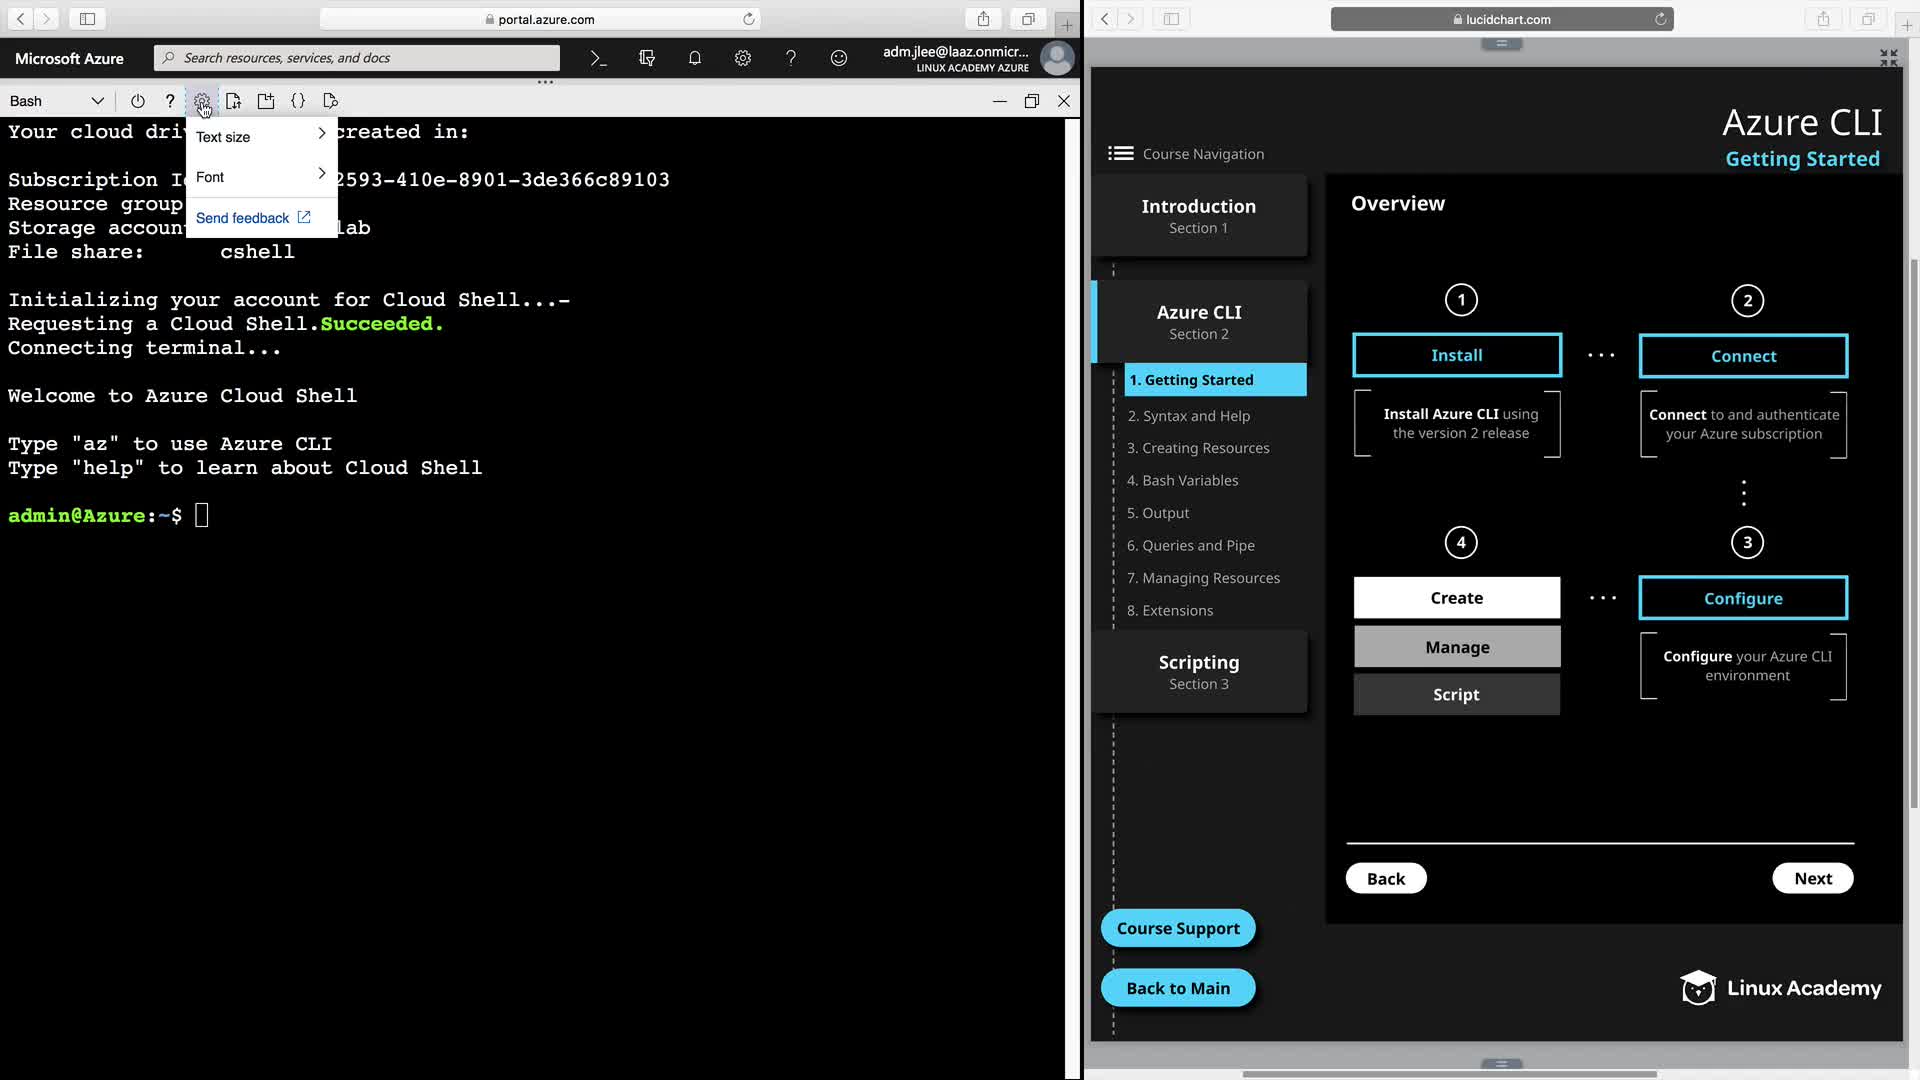 portal.azure.com
Microsoft Azure
Search resources, services, and docs
adm.jlee@laaz.onmicr...
LINUX ACADEMY AZURE
Bash
Text size
Font
Send feedback
Your cloud driv created in:
Subscription I 2593-410e-8901-3de366c89103
Resource group
Storage accoun lab
File share: cshell
Initializing your account for Cloud Shell...-
Requesting a Cloud Shell.Succeeded.
Connecting terminal...
Welcome to Azure Cloud Shell
Type "az" to use Azure CLI
Type "help" to learn about Cloud Shell
admin@Azure:~$
lucidchart.com
Azure CLI
Getting Started
Course Navigation
Introduction
Section 1
Azure CLI
Section 2
1. Getting Started
2. Syntax and Help
3. Creating Resources
4. Bash Variables
5. Output
6. Queries and Pipe
7. Managing Resources
8. Extensions
Scripting
Section 3
Course Support
Back to Main
Overview
1
Install
Install Azure CLI using
the version 2 release
2
Connect
Connect to and authenticate
your Azure subscription
4
Create
Manage
Script
3
Configure
Configure your Azure CLI
environment
Back
Next
Linux Academy